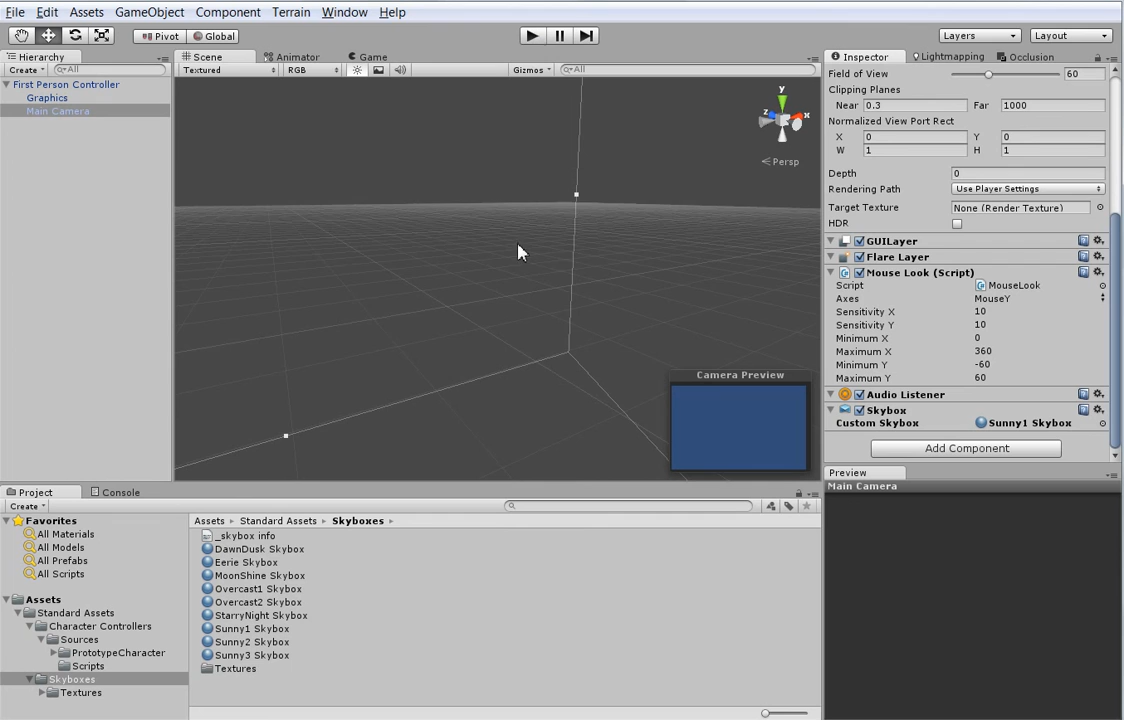 File Edit Assets GameObject Component Terrain Window Help
Pivot Global Layers Layout
Hierarchy
Create All
First Person Controller
Graphics
Main Camera
Scene Animator Game
Textured RGB Gizmos All
y
z x
Persp
Camera Preview
Inspector Lightmapping Occlusion
Field of View 60
Clipping Planes
Near 0.3 Far 1000
Normalized View Port Rect
X 0 Y 0
W 1 H 1
Depth 0
Rendering Path Use Player Settings
Target Texture None (Render Texture)
HDR
GUILayer
Flare Layer
Mouse Look (Script)
Script MouseLook
Axes MouseY
Sensitivity X 10
Sensitivity Y 10
Minimum X 0
Maximum X 360
Minimum Y -60
Maximum Y 60
Audio Listener
Skybox
Custom Skybox Sunny1 Skybox
Add Component
Preview
Main Camera
Project Console
Create
Favorites
All Materials
All Models
All Prefabs
All Scripts
Assets
Standard Assets
Character Controllers
Sources
PrototypeCharacter
Scripts
Skyboxes
Textures
Assets Standard Assets Skyboxes
_skybox info
DawnDusk Skybox
Eerie Skybox
MoonShine Skybox
Overcast1 Skybox
Overcast2 Skybox
StarryNight Skybox
Sunny1 Skybox
Sunny2 Skybox
Sunny3 Skybox
Textures